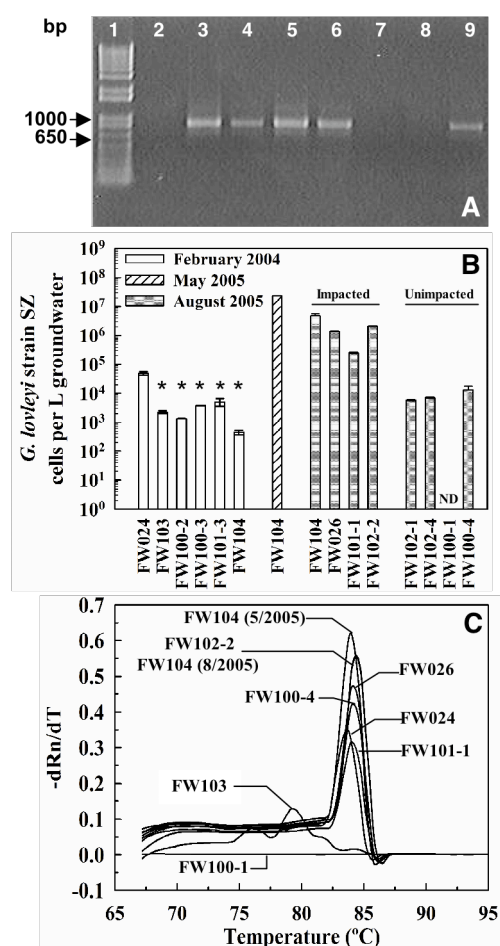 bp 1 2 3 4 5 6 7 8 9
1000
650
A
10⁹
10⁸
10⁷
10⁶
10⁵
10⁴
10³
10²
10¹
10⁰
G. lovleyi strain SZ
cells per L groundwater
February 2004
May 2005
August 2005
Impacted
Unimpacted
B
* * * * *
ND
FW024
FW103
FW100-2
FW100-3
FW101-3
FW104
FW104
FW104
FW026
FW101-1
FW102-2
FW102-1
FW102-4
FW100-1
FW100-4
C
0.7
0.6
0.5
0.4
0.3
0.2
0.1
0.0
-0.1
-dRn/dT
FW104 (5/2005)
FW102-2
FW104 (8/2005)
FW026
FW100-4
FW024
FW101-1
FW103
FW100-1
65 70 75 80 85 90 95
Temperature (ºC)